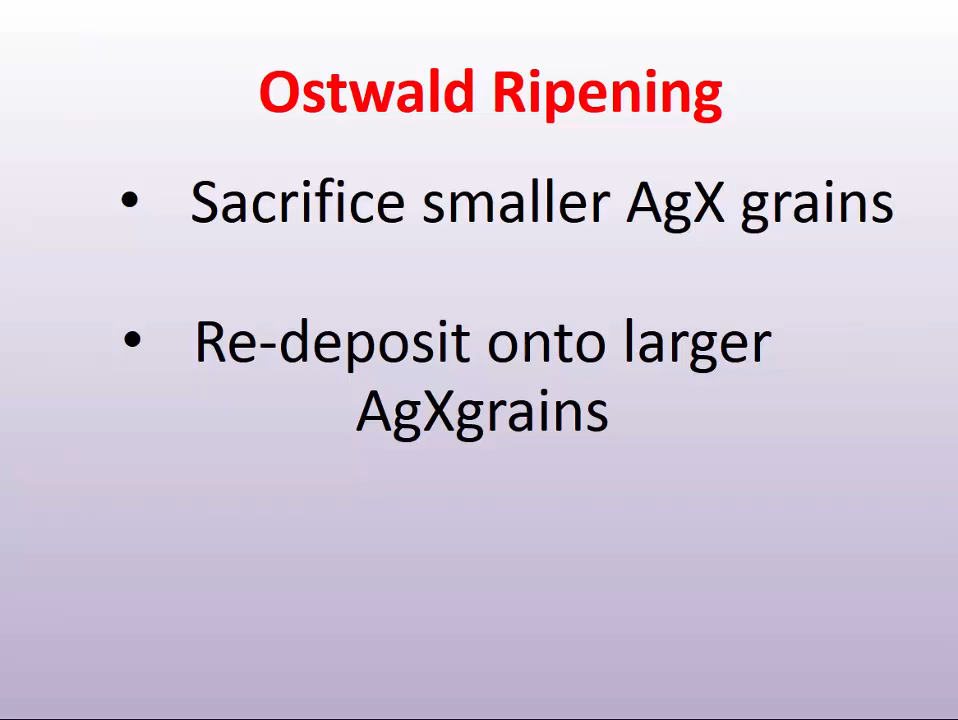 Ostwald Ripening
• Sacrifice smaller AgX grains
• Re-deposit onto larger
AgXgrains